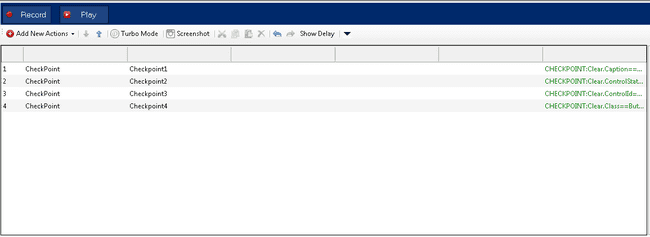 Record Play
Add New Actions Turbo Mode Screenshot Show Delay
1 CheckPoint Checkpoint1 CHECKPOINT:Clear.Caption==...
2 CheckPoint Checkpoint2 CHECKPOINT:Clear.ControlStat...
3 CheckPoint Checkpoint3 CHECKPOINT:Clear.ControlId=...
4 CheckPoint Checkpoint4 CHECKPOINT:Clear.Class==But...